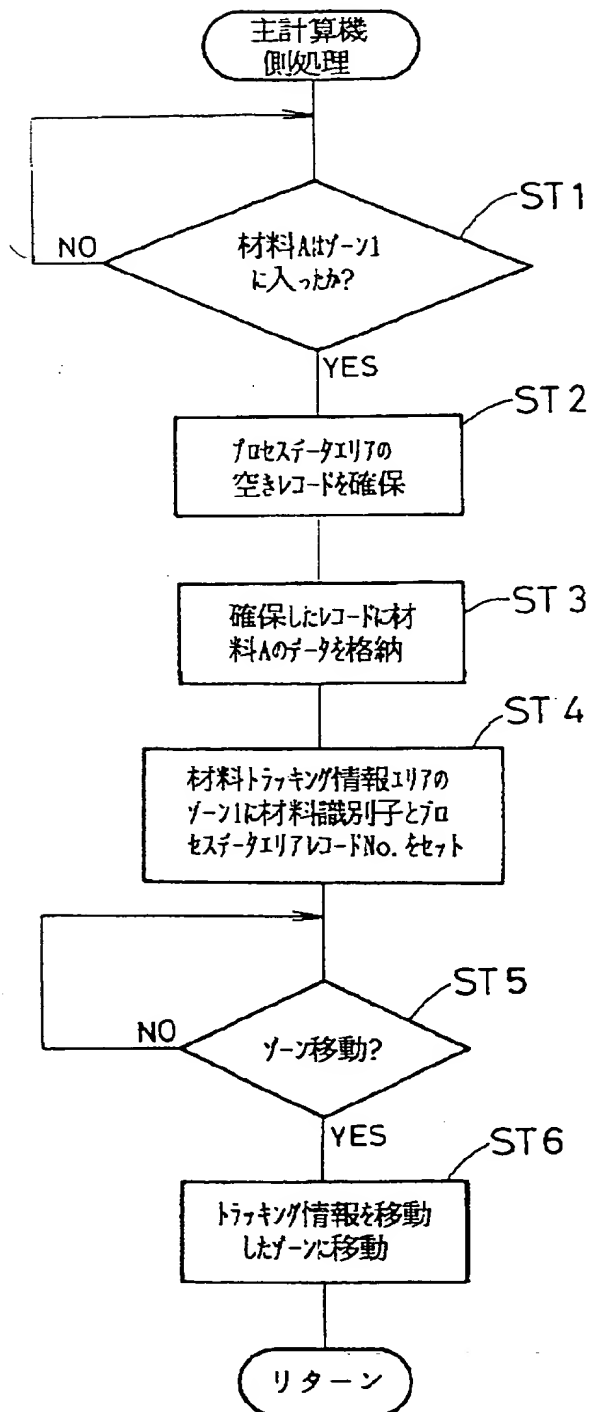 主計算機
側処理
ST1
材料Aはゾーン1
に入ったか?
NO
YES
ST2
プロセスデータエリアの
空きレコードを確保
ST3
確保したレコードに材
料Aのデータを格納
ST4
材料トラッキング情報エリアの
ゾーン1に材料識別子とプロ
セスデータエリアレコードNo.をセット
ST5
NO
ゾーン移動?
YES
ST6
トラッキング情報を移動
したゾーンに移動
リターン